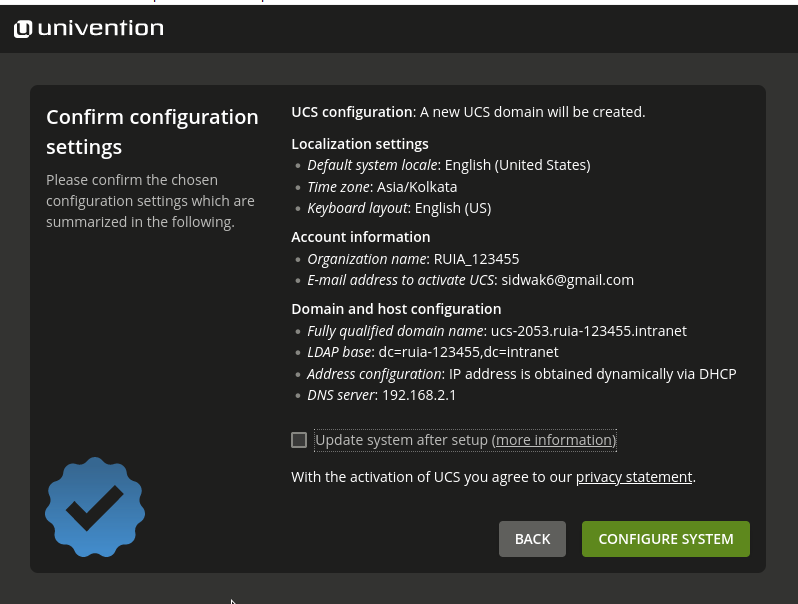 univention
Confirm configuration
settings
Please confirm the chosen
configuration settings which are
summarized in the following.
UCS configuration: A new UCS domain will be created.
Localization settings
• Default system locale: English (United States)
• Time zone: Asia/Kolkata
• Keyboard layout: English (US)
Account information
• Organization name: RUIA_123455
• E-mail address to activate UCS: sidwak6@gmail.com
Domain and host configuration
• Fully qualified domain name: ucs-2053.ruia-123455.intranet
• LDAP base: dc=ruia-123455,dc=intranet
• Address configuration: IP address is obtained dynamically via DHCP
• DNS server: 192.168.2.1
Update system after setup (more information)
With the activation of UCS you agree to our privacy statement.
BACK
CONFIGURE SYSTEM